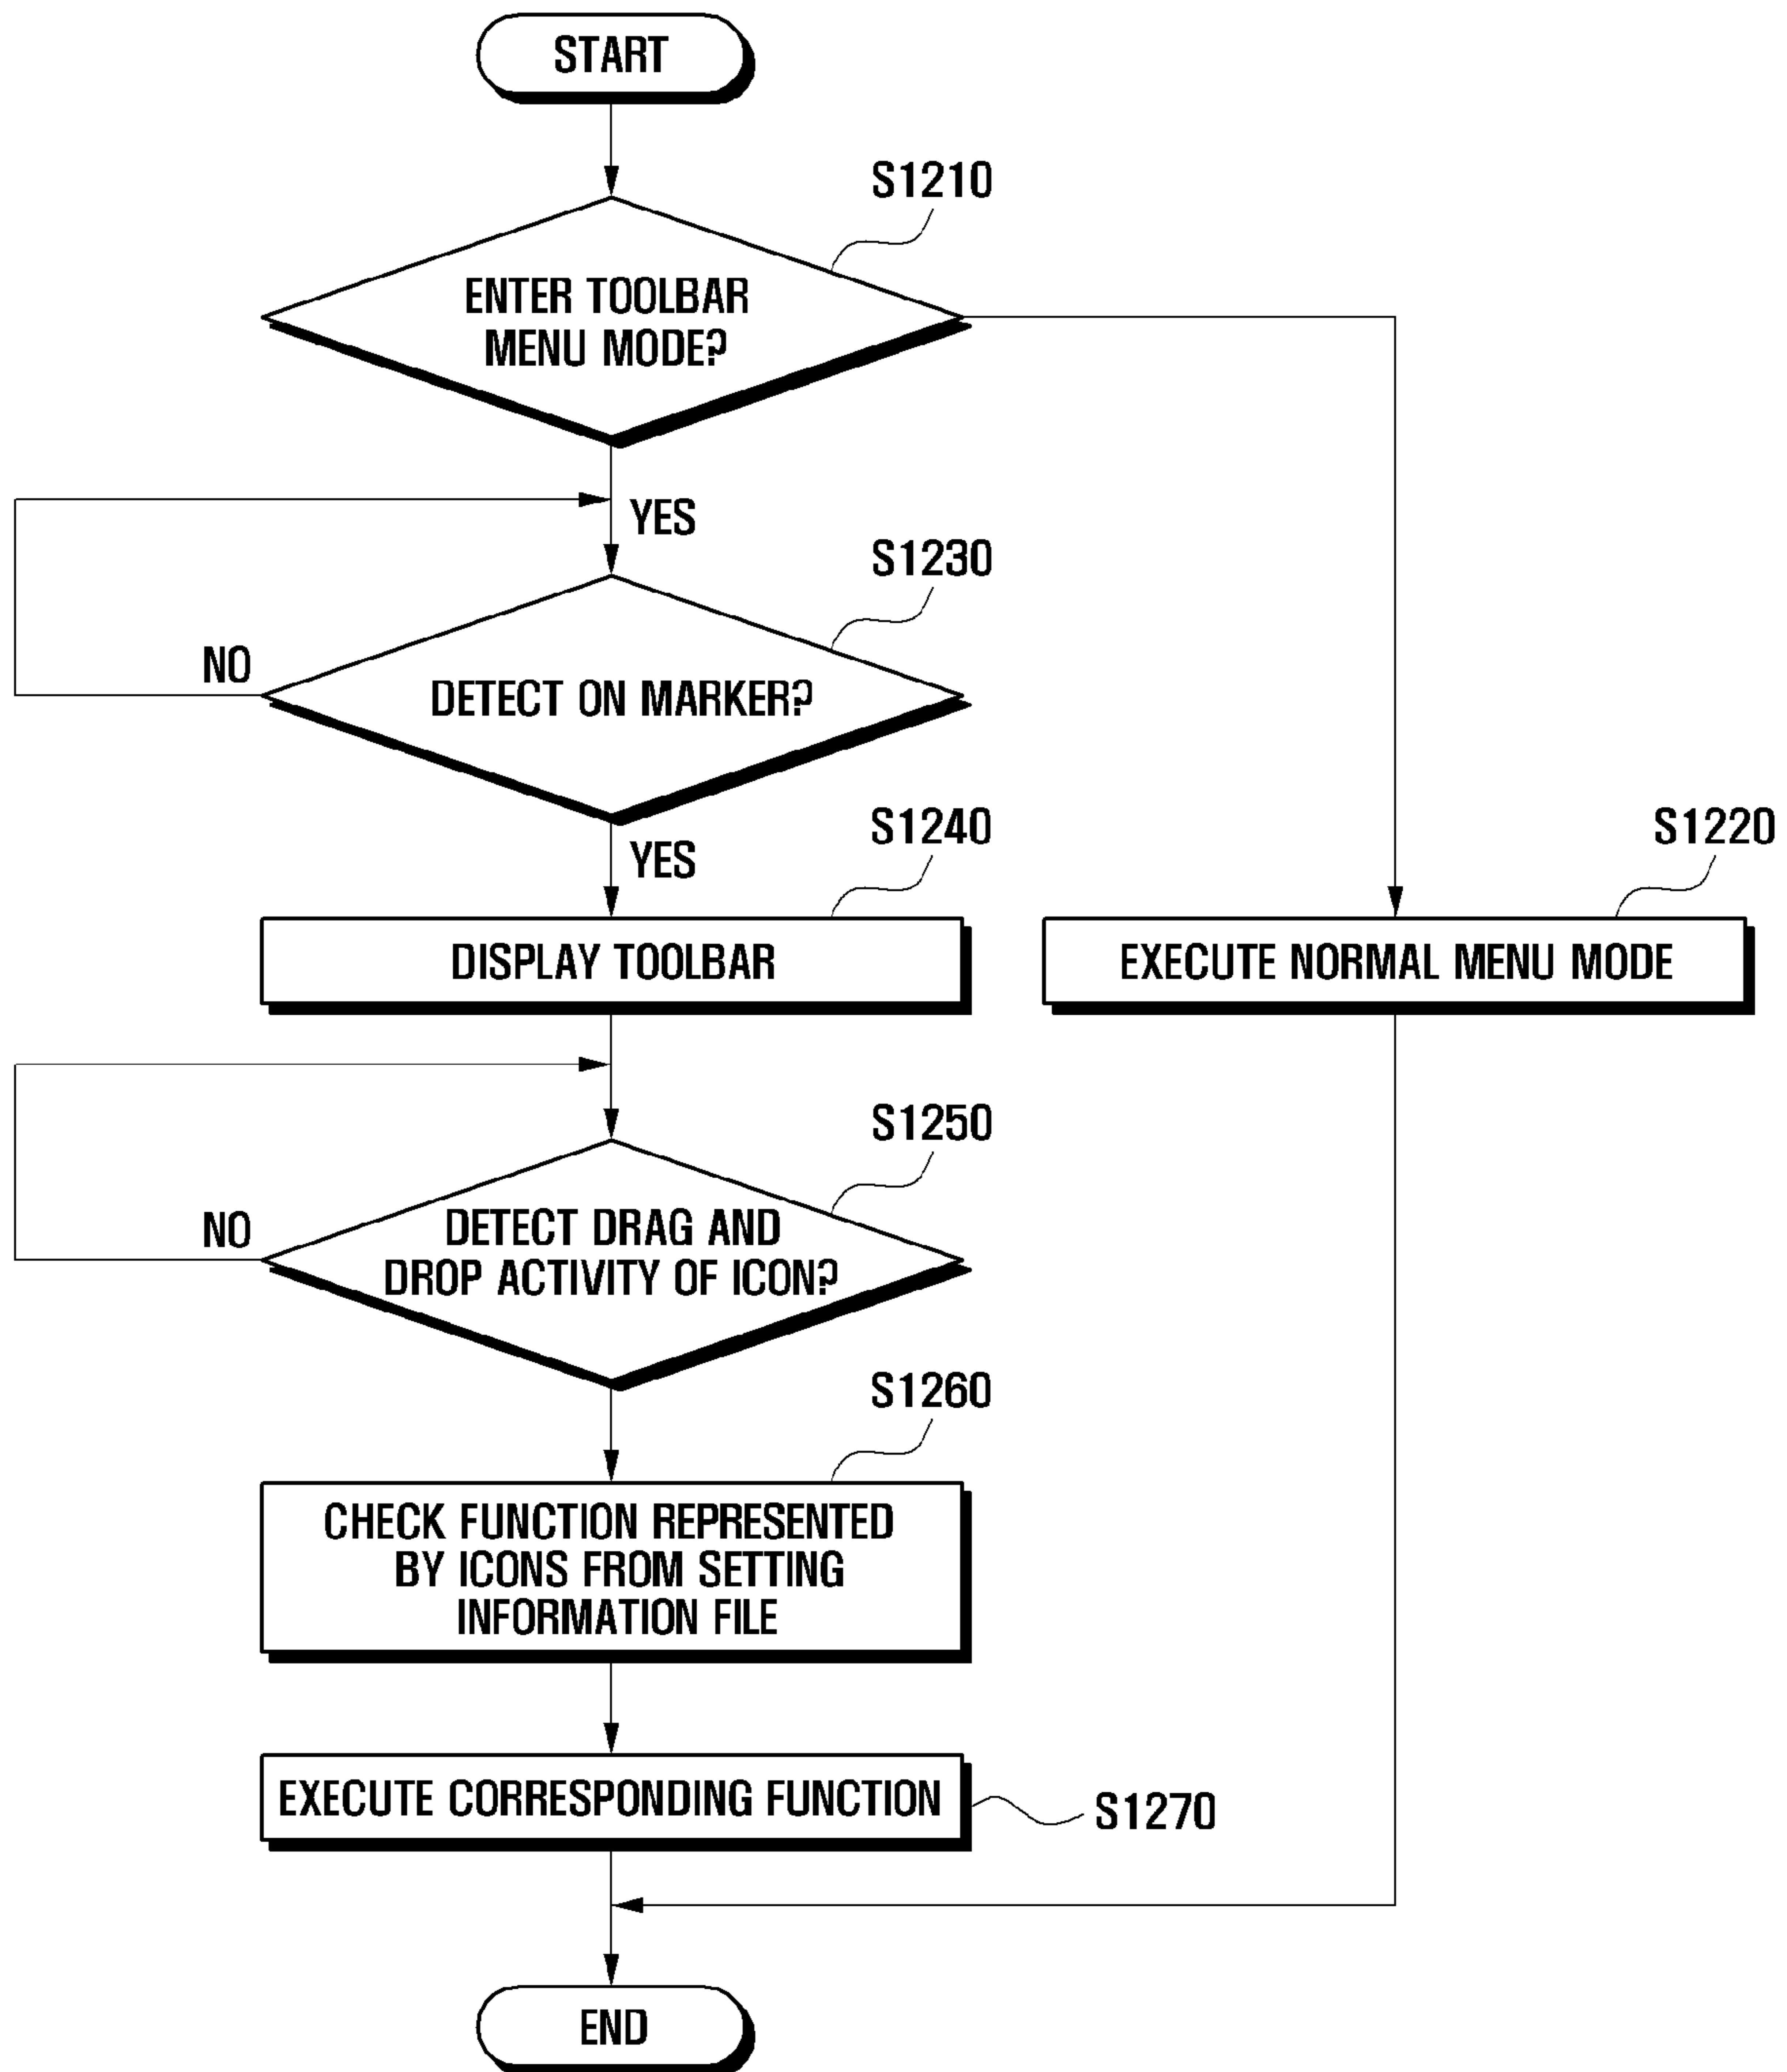 START
S1210
ENTER TOOLBAR
MENU MODE?
YES
S1230
NO
DETECT ON MARKER?
S1240
S1220
YES
DISPLAY TOOLBAR
EXECUTE NORMAL MENU MODE
S1250
NO
DETECT DRAG AND
DROP ACTIVITY OF ICON?
S1260
CHECK FUNCTION REPRESENTED
BY ICONS FROM SETTING
INFORMATION FILE
EXECUTE CORRESPONDING FUNCTION
S1270
END